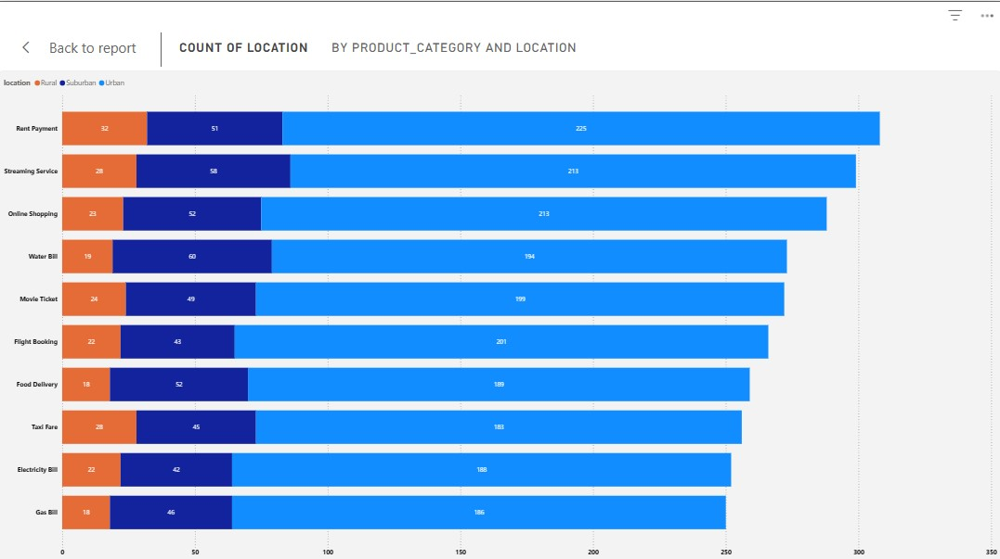 Back to report COUNT OF LOCATION BY PRODUCT_CATEGORY AND LOCATION
location Rural Suburban Urban
Rent Payment 32 51 225
Streaming Service 28 58 213
Online Shopping 23 52 213
Water Bill 19 60 194
Movie Ticket 24 49 199
Flight Booking 22 43 201
Food Delivery 18 52 189
Taxi Fare 28 45 183
Electricity Bill 22 42 188
Gas Bill 18 46 186
0 50 100 150 200 250 300 350